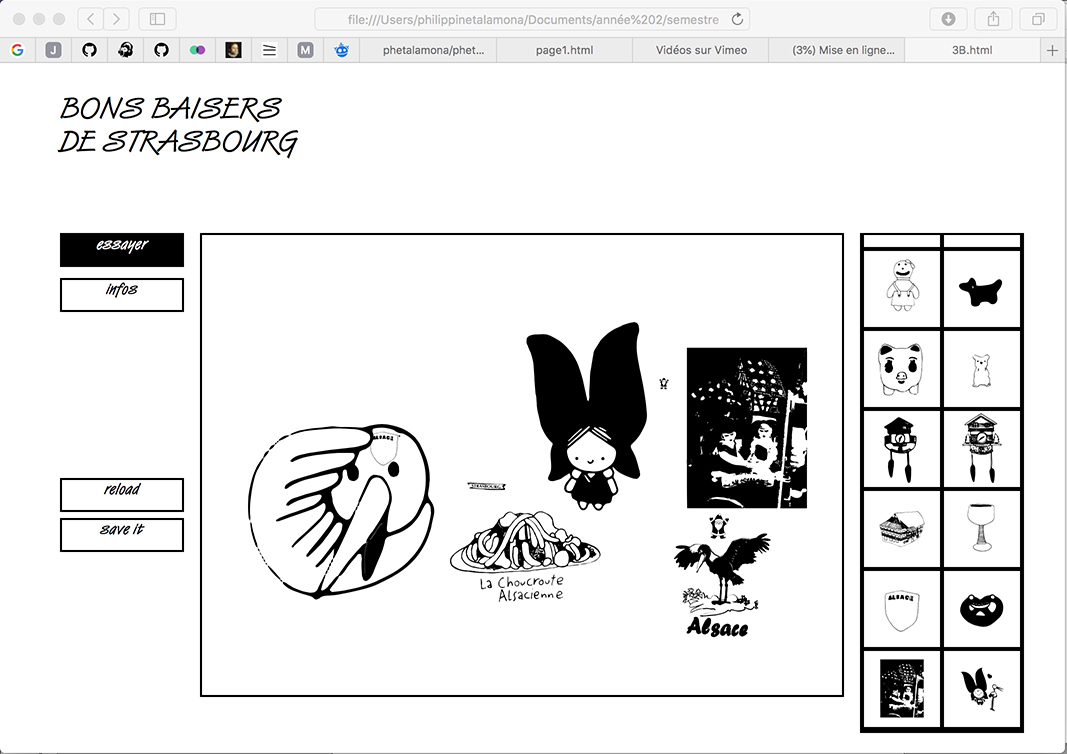 file:///Users/philippinetalamona/Documents/année%202/semestre
G
J
M
phetalamona/phet...
page1.html
Vidéos sur Vimeo
(3%) Mise en ligne...
3B.html
BONS BAISERS
DE STRASBOURG
essayer
infos
reload
save it
ALSACE
STRASBOURG
La Choucroute
Alsacienne
Alsace
ALSACE